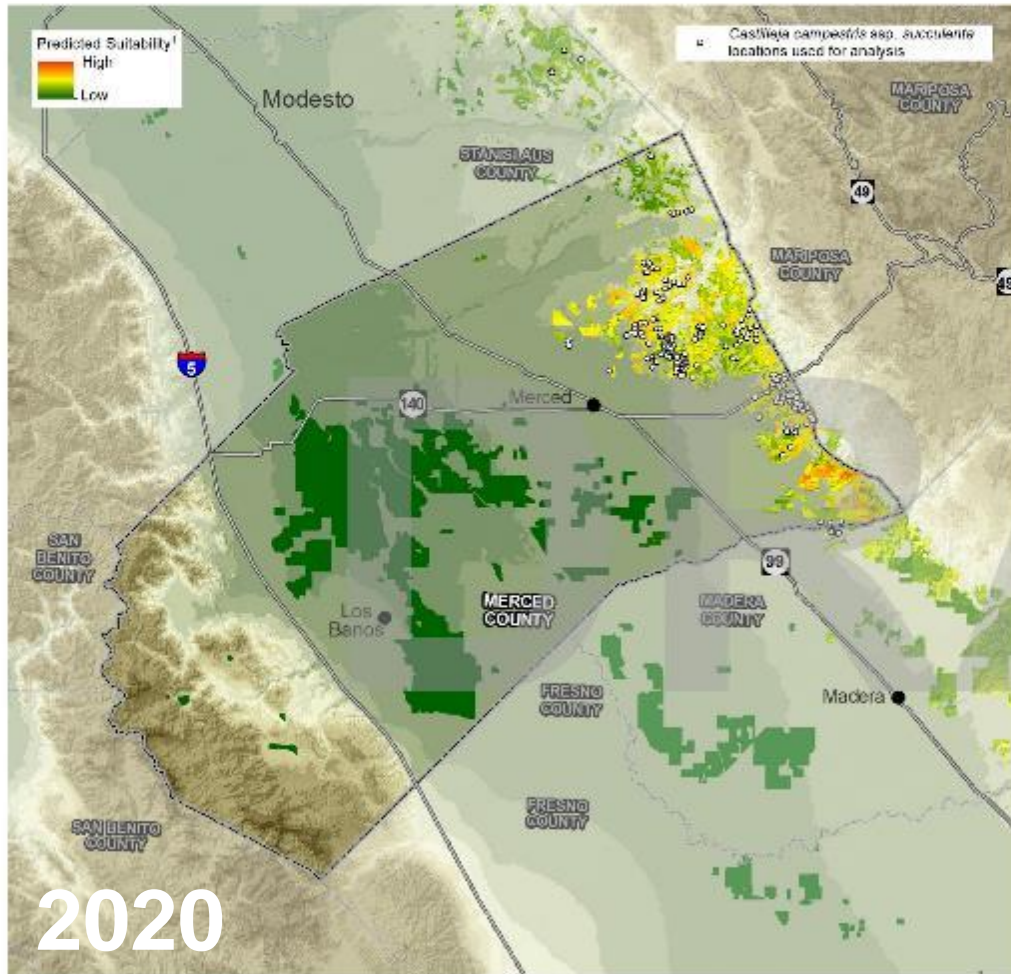 Predicted Suitability¹
High
Low
Castilleja campestris ssp. succulenta
locations used for analysis
Modesto
MARIPOSA
COUNTY
STANISLAUS
COUNTY
49
MARIPOSA
COUNTY
49
5
140
Merced
SAN
BENITO
COUNTY
99
Los
Banos
MERCED
COUNTY
MADERA
COUNTY
FRESNO
COUNTY
Madera
FRESNO
COUNTY
SAN BENITO
COUNTY
2020